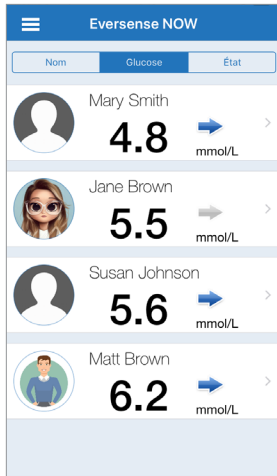 Eversense NOW
Nom Glucose État
Mary Smith
4.8
mmol/L
Jane Brown
5.5
mmol/L
Susan Johnson
5.6
mmol/L
Matt Brown
6.2
mmol/L